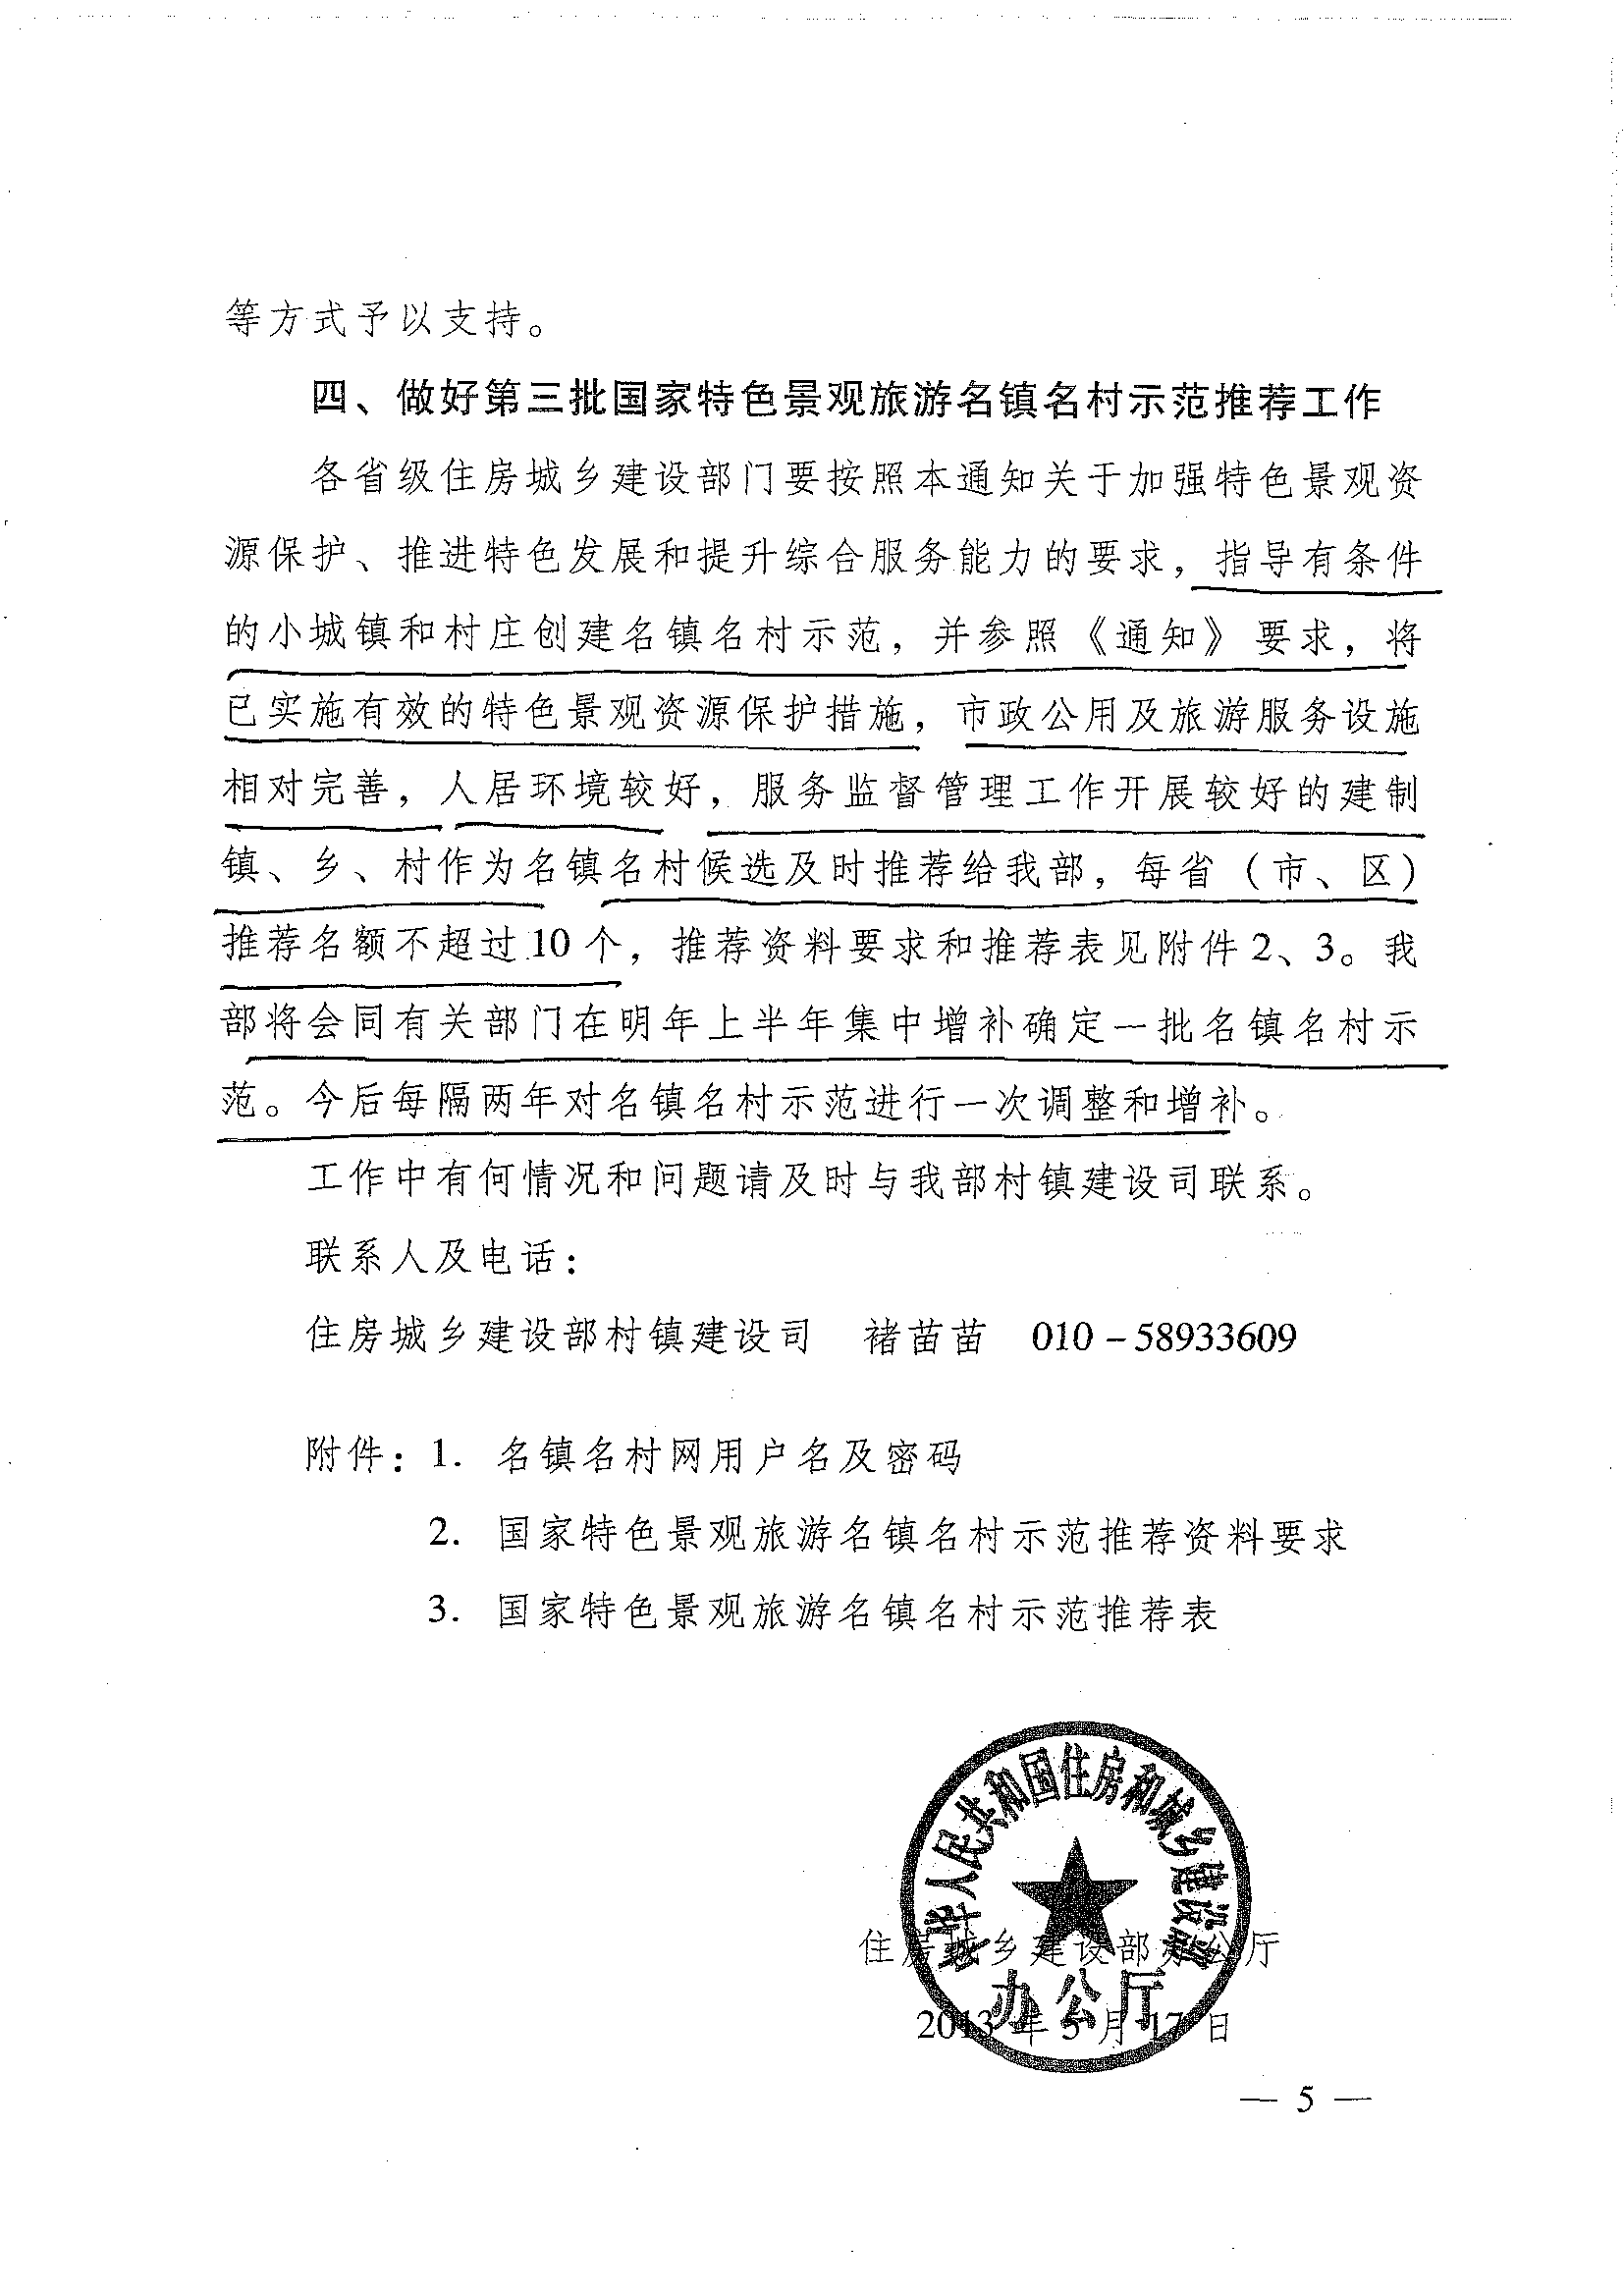 等方式予以支持。
四、做好第三批国家特色景观旅游名镇名村示范推荐工作
各省级住房城乡建设部门要按照本通知关于加强特色景观资
源保护、推进特色发展和提升综合服务能力的要求，指导有条件
的小城镇和村庄创建名镇名村示范，并参照《通知》要求，将
已实施有效的特色景观资源保护措施，市政公用及旅游服务设施
相对完善，人居环境较好，服务监督管理工作开展较好的建制
镇、乡、村作为名镇名村候选及时推荐给我部，每省（市、区）
推荐名额不超过10个，推荐资料要求和推荐表见附件2、3。我
部将会同有关部门在明年上半年集中增补确定一批名镇名村示
范。今后每隔两年对名镇名村示范进行一次调整和增补。
工作中有何情况和问题请及时与我部村镇建设司联系。
联系人及电话：
住房城乡建设部村镇建设司 褚苗苗 010－58933609
附件：1. 名镇名村网用户名及密码
2. 国家特色景观旅游名镇名村示范推荐资料要求
3. 国家特色景观旅游名镇名村示范推荐表
中华人民共和国住房和城乡建设部
住房城乡建设部办公厅
办公厅
2013年5月17日
— 5 —